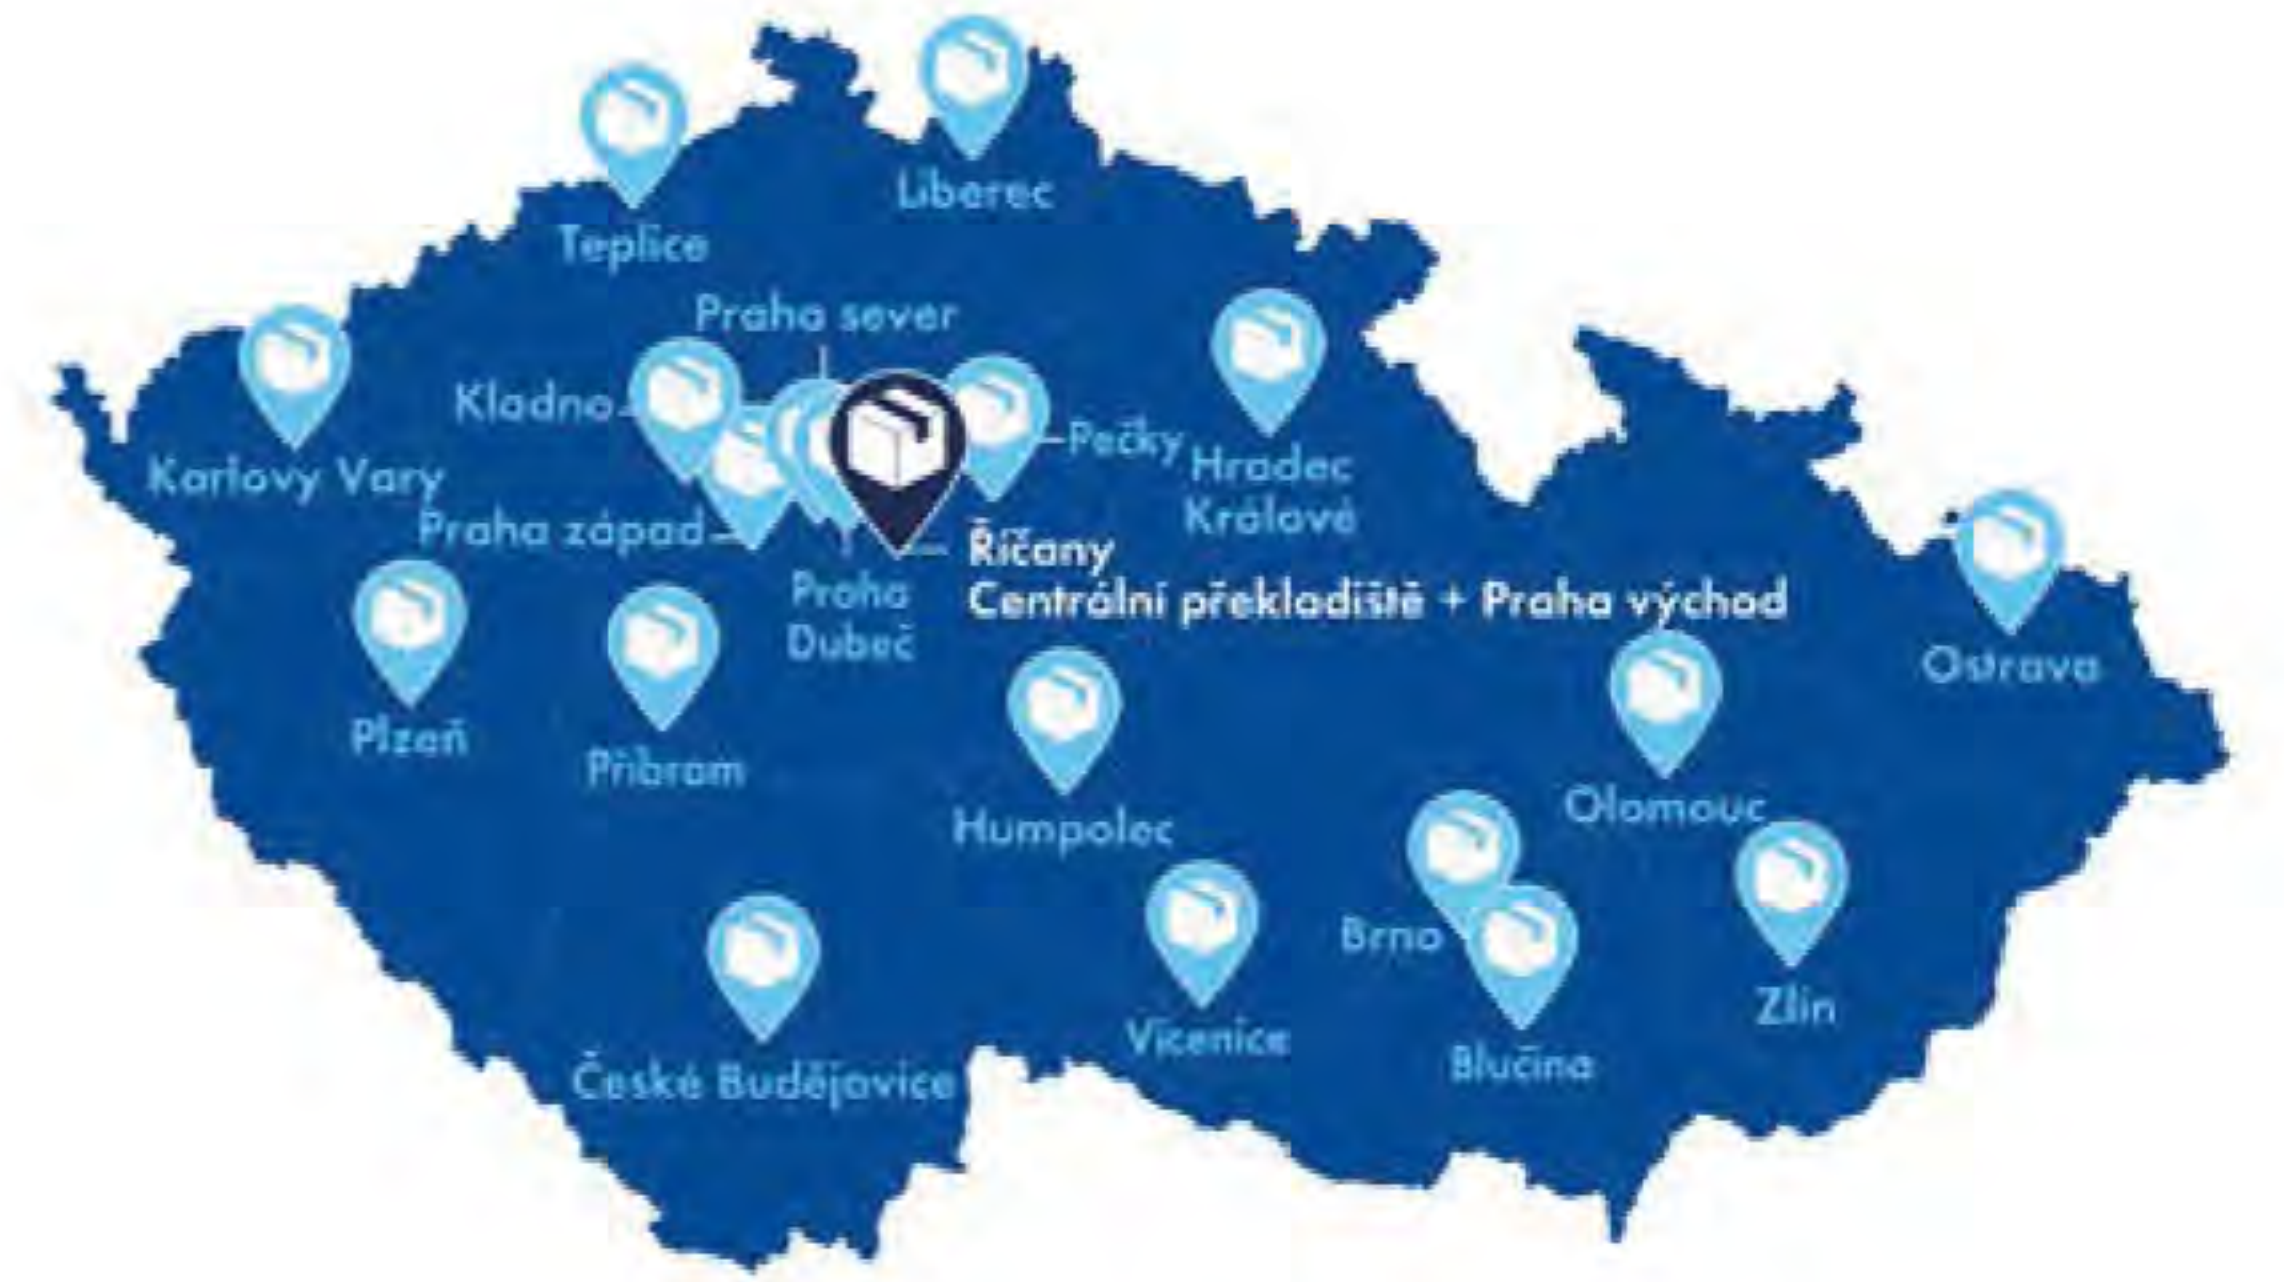 Liberec
Teplice
Praha sever
Kladno
Pečky
Hradec
Králové
Karlovy Vary
Praha západ
Říčany
Centrální překladiště + Praha východ
Praha
Dubeč
Ostrava
Plzeň
Příbram
Olomouc
Humpolec
Brno
Zlín
Vícenice
Blučina
České Budějovice